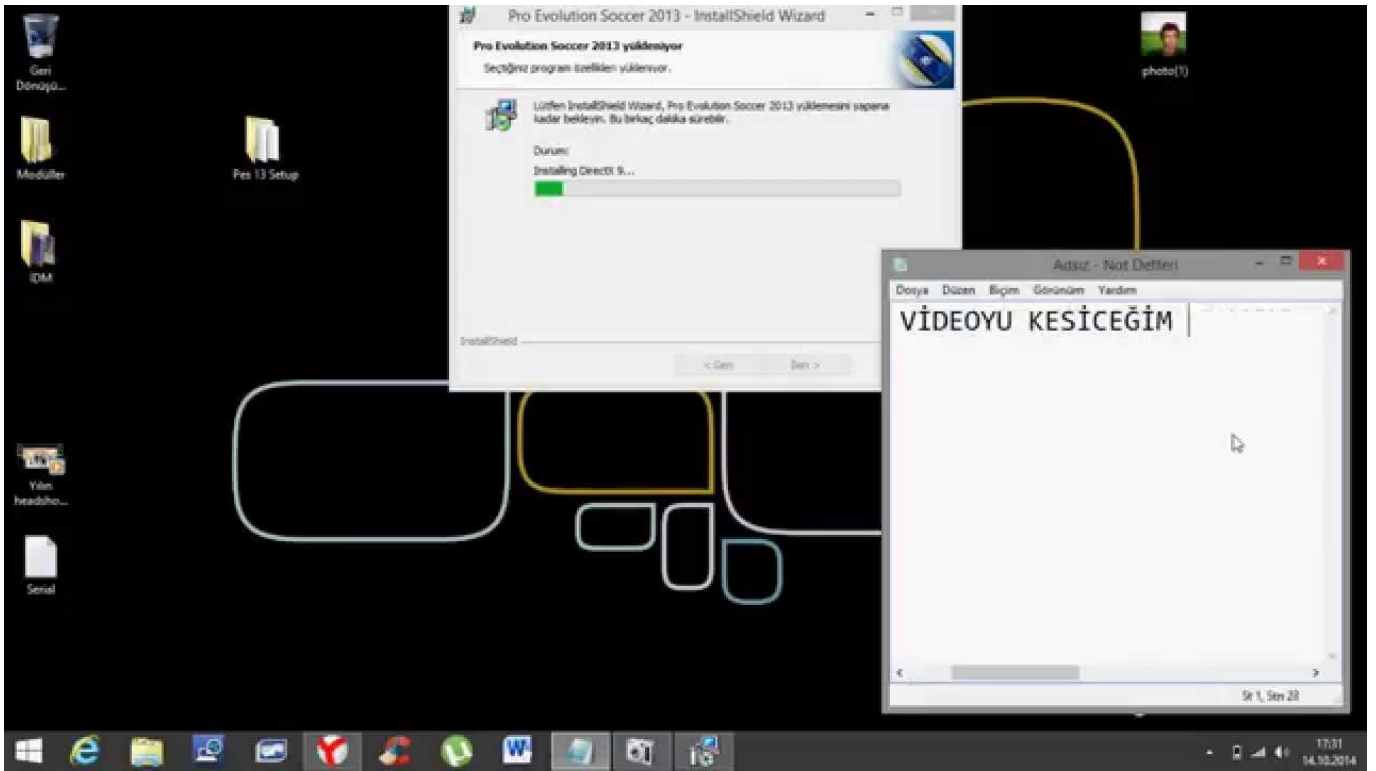 Pro Evolution Soccer 2013 - InstallShield Wizard
Pro Evolution Soccer 2013 yükleniyor
Seçtiğiniz program özellikleri yükleniyor.
Lütfen InstallShield Wizard, Pro Evolution Soccer 2013 yüklemesini yapana
kadar bekleyin. Bu birkaç dakika sürebilir.
Durum:
Installing DirectX 9...
InstallShield
< Geri
İleri >
Geri
Dönüşü...
Modüller
Pes 13 Setup
IDM
Yılın
headsho...
Serial
photo(1)
Adsız - Not Defteri
Dosya Düzen Biçim Görünüm Yardım
VİDEOYU KESİCEĞİM
St 1, Stn 23
17:31
14.10.2014